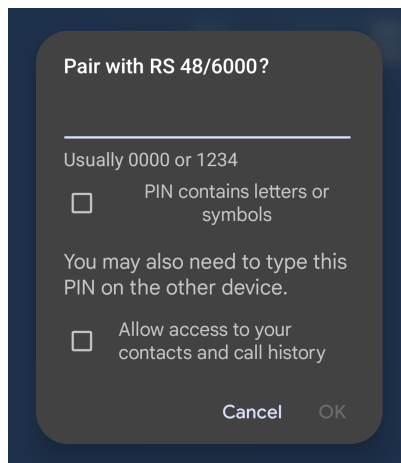 Pair with RS 48/6000?
Usually 0000 or 1234
PIN contains letters or
symbols
You may also need to type this
PIN on the other device.
Allow access to your
contacts and call history
Cancel OK